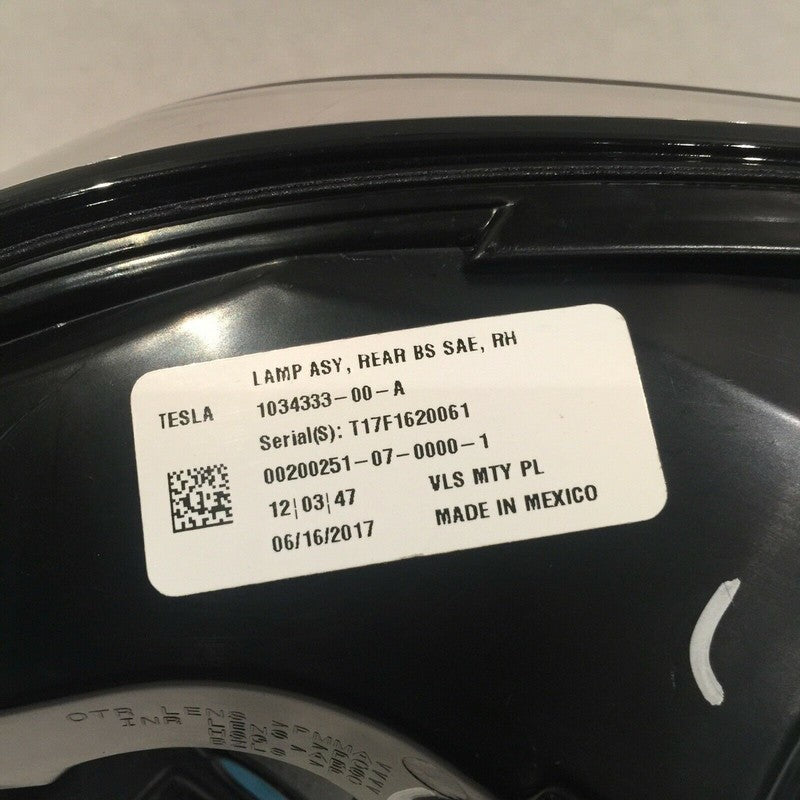 LAMP ASY, REAR BS SAE, RH
TESLA
1034333-00-A
Serial(S): T17F1620061
00200251-07-0000-1
12|03|47
VLS MTY PL
06/16/2017
MADE IN MEXICO